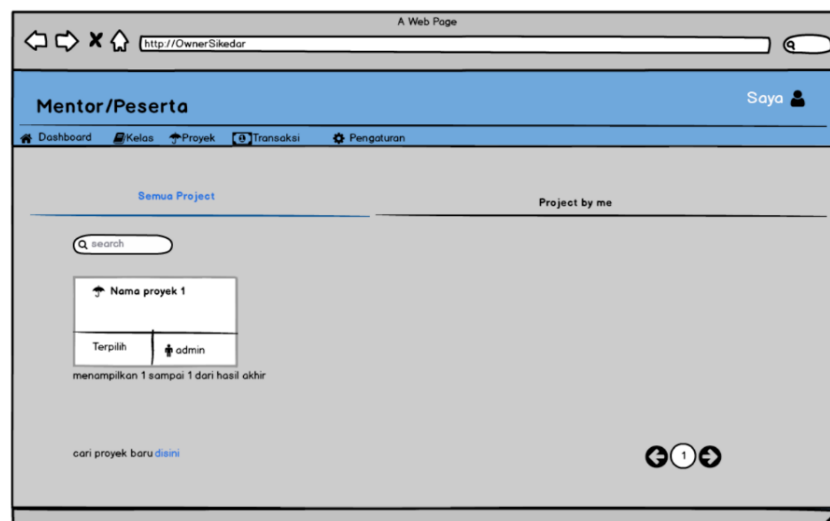 A Web Page
http://OwnerSikedar
Mentor/Peserta
Saya
Dashboard Kelas Proyek Transaksi Pengaturan
Semua Project
Project by me
search
Nama proyek 1
Terpilih admin
menampilkan 1 sampai 1 dari hasil akhir
cari proyek baru disini
1